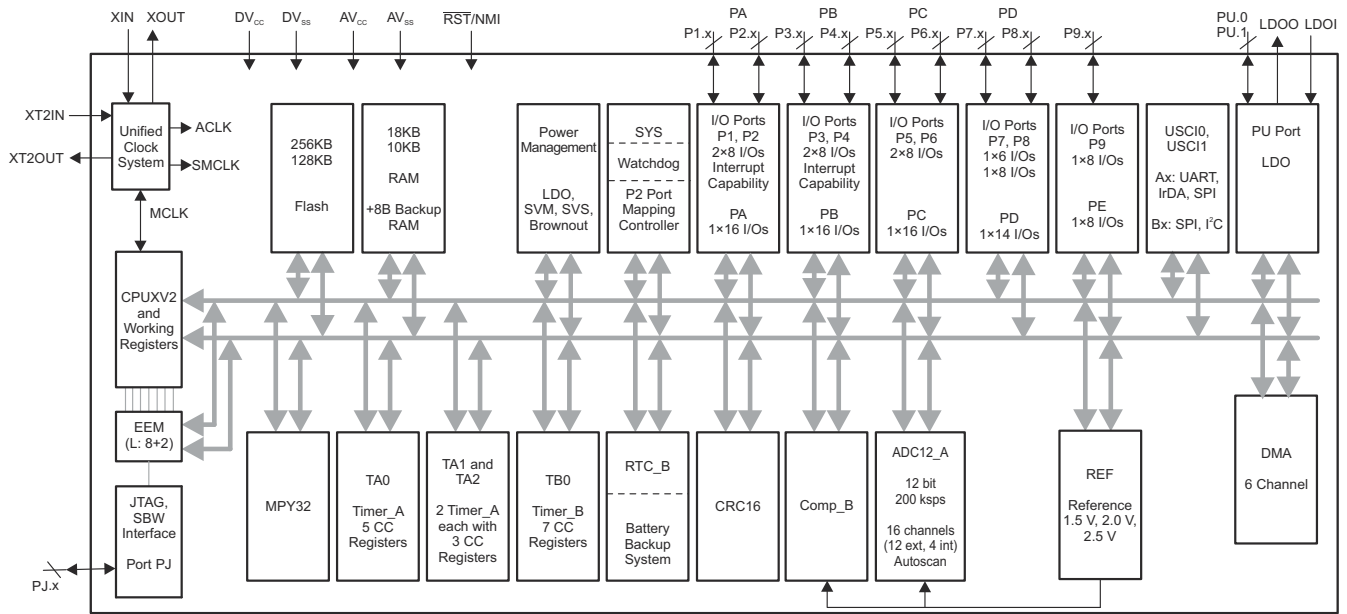 XIN XOUT DVCC DVSS AVCC AVSS RST/NMI PA PB PC PD PU.0 LDOO LDOI
P1.x P2.x P3.x P4.x P5.x P6.x P7.x P8.x P9.x PU.1
XT2IN
XT2OUT
Unified
Clock
System
ACLK
SMCLK
MCLK
256KB
128KB
Flash
18KB
10KB
RAM
+8B Backup
RAM
Power
Management
LDO,
SVM, SVS,
Brownout
SYS
Watchdog
P2 Port
Mapping
Controller
I/O Ports
P1, P2
2×8 I/Os
Interrupt
Capability
PA
1×16 I/Os
I/O Ports
P3, P4
2×8 I/Os
Interrupt
Capability
PB
1×16 I/Os
I/O Ports
P5, P6
2×8 I/Os
PC
1×16 I/Os
I/O Ports
P7, P8
1×6 I/Os
1×8 I/Os
PD
1×14 I/Os
I/O Ports
P9
1×8 I/Os
PE
1×8 I/Os
USCI0,
USCI1
Ax: UART,
IrDA, SPI
Bx: SPI, I²C
PU Port
LDO
CPUXV2
and
Working
Registers
EEM
(L: 8+2)
JTAG,
SBW
Interface
Port PJ
PJ.x
MPY32
TA0
Timer_A
5 CC
Registers
TA1 and
TA2
2 Timer_A
each with
3 CC
Registers
TB0
Timer_B
7 CC
Registers
RTC_B
Battery
Backup
System
CRC16
Comp_B
ADC12_A
12 bit
200 ksps
16 channels
(12 ext, 4 int)
Autoscan
REF
Reference
1.5 V, 2.0 V,
2.5 V
DMA
6 Channel